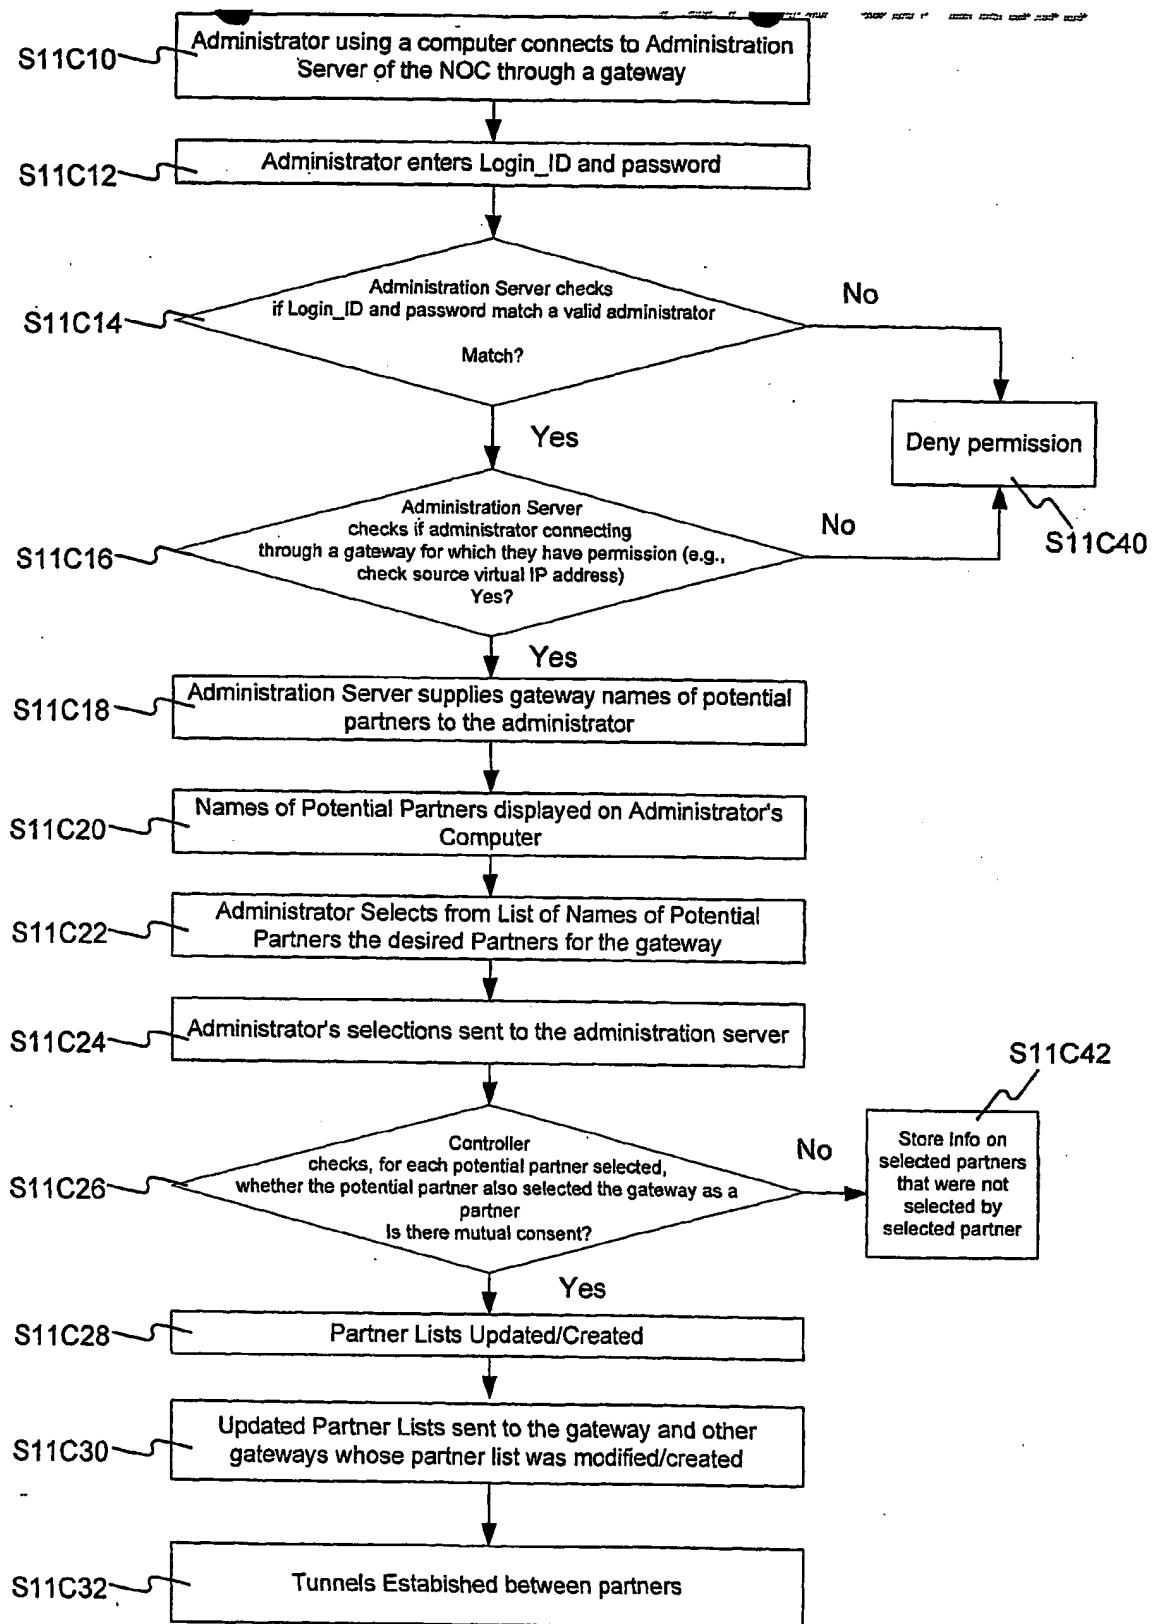 Administrator using a computer connects to Administration
Server of the NOC through a gateway
S11C10
Administrator enters Login_ID and password
S11C12
Administration Server checks
if Login_ID and password match a valid administrator
Match?
S11C14
No
Yes
Deny permission
S11C40
Administration Server
checks if administrator connecting
through a gateway for which they have permission (e.g.,
check source virtual IP address)
Yes?
S11C16
No
Yes
Administration Server supplies gateway names of potential
partners to the administrator
S11C18
Names of Potential Partners displayed on Administrator's
Computer
S11C20
Administrator Selects from List of Names of Potential
Partners the desired Partners for the gateway
S11C22
Administrator's selections sent to the administration server
S11C24
S11C42
Controller
checks, for each potential partner selected,
whether the potential partner also selected the gateway as a
partner
Is there mutual consent?
S11C26
No
Store Info on
selected partners
that were not
selected by
selected partner
Yes
Partner Lists Updated/Created
S11C28
Updated Partner Lists sent to the gateway and other
gateways whose partner list was modified/created
S11C30
Tunnels Estabished between partners
S11C32